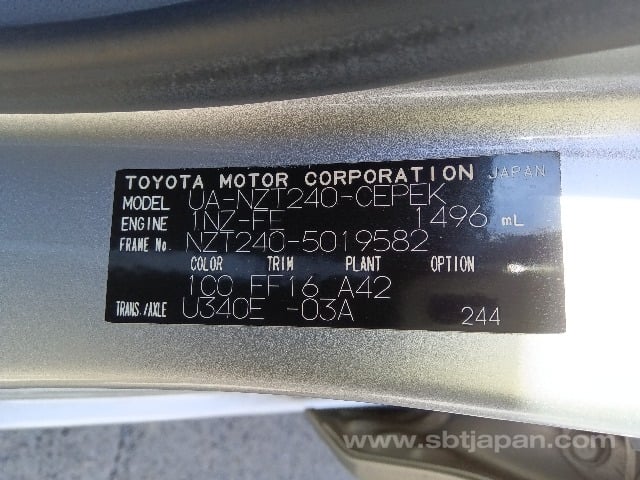 TOYOTA MOTOR CORPORATION JAPAN
MODEL UA-NZT240-CEPEK
ENGINE 1NZ-FE 1496 mL
FRAME No. NZT240-5019582
COLOR TRIM PLANT OPTION
1C0 FF16 A42
TRANS./AXLE U340E -03A 244
www.sbtjapan.com